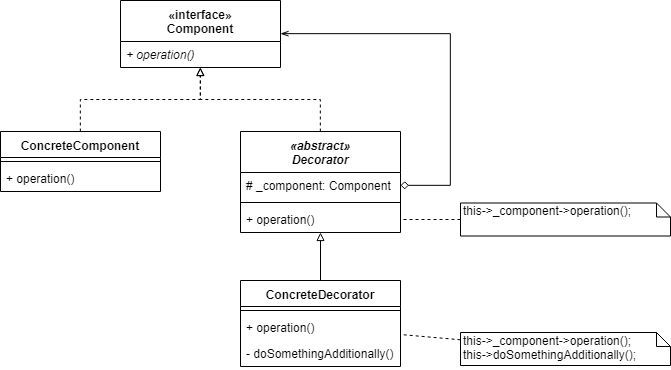 «interface»
Component
+ operation()
ConcreteComponent
+ operation()
«abstract»
Decorator
# _component: Component
+ operation()
this->_component->operation();
ConcreteDecorator
+ operation()
- doSomethingAdditionally()
this->_component->operation();
this->doSomethingAdditionally();